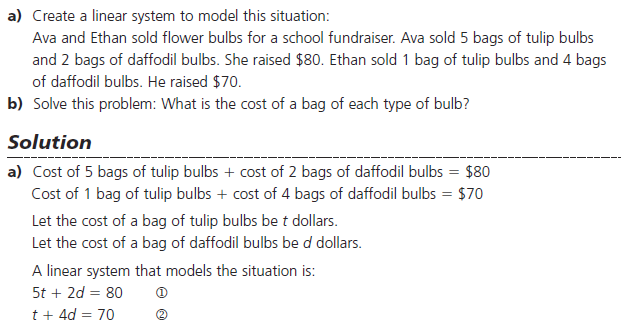 a) Create a linear system to model this situation:
Ava and Ethan sold flower bulbs for a school fundraiser. Ava sold 5 bags of tulip bulbs
and 2 bags of daffodil bulbs. She raised $80. Ethan sold 1 bag of tulip bulbs and 4 bags
of daffodil bulbs. He raised $70.
b) Solve this problem: What is the cost of a bag of each type of bulb?
Solution
a) Cost of 5 bags of tulip bulbs + cost of 2 bags of daffodil bulbs = $80
Cost of 1 bag of tulip bulbs + cost of 4 bags of daffodil bulbs = $70
Let the cost of a bag of tulip bulbs be t dollars.
Let the cost of a bag of daffodil bulbs be d dollars.
A linear system that models the situation is:
5t + 2d = 80 ①
t + 4d = 70 ②